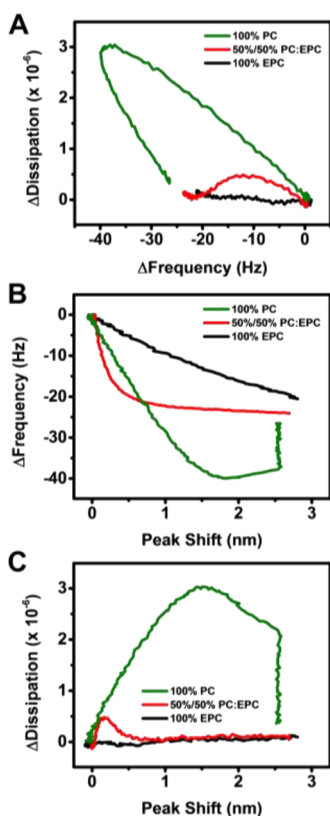 A
100% PC
50%/50% PC:EPC
100% EPC
ΔDissipation (x 10⁻⁶)
3
2
1
0
-40 -30 -20 -10 0
ΔFrequency (Hz)
B
100% PC
50%/50% PC:EPC
100% EPC
ΔFrequency (Hz)
0
-10
-20
-30
-40
0 1 2 3
Peak Shift (nm)
C
ΔDissipation (x 10⁻⁶)
3
2
1
0
100% PC
50%/50% PC:EPC
100% EPC
0 1 2 3
Peak Shift (nm)